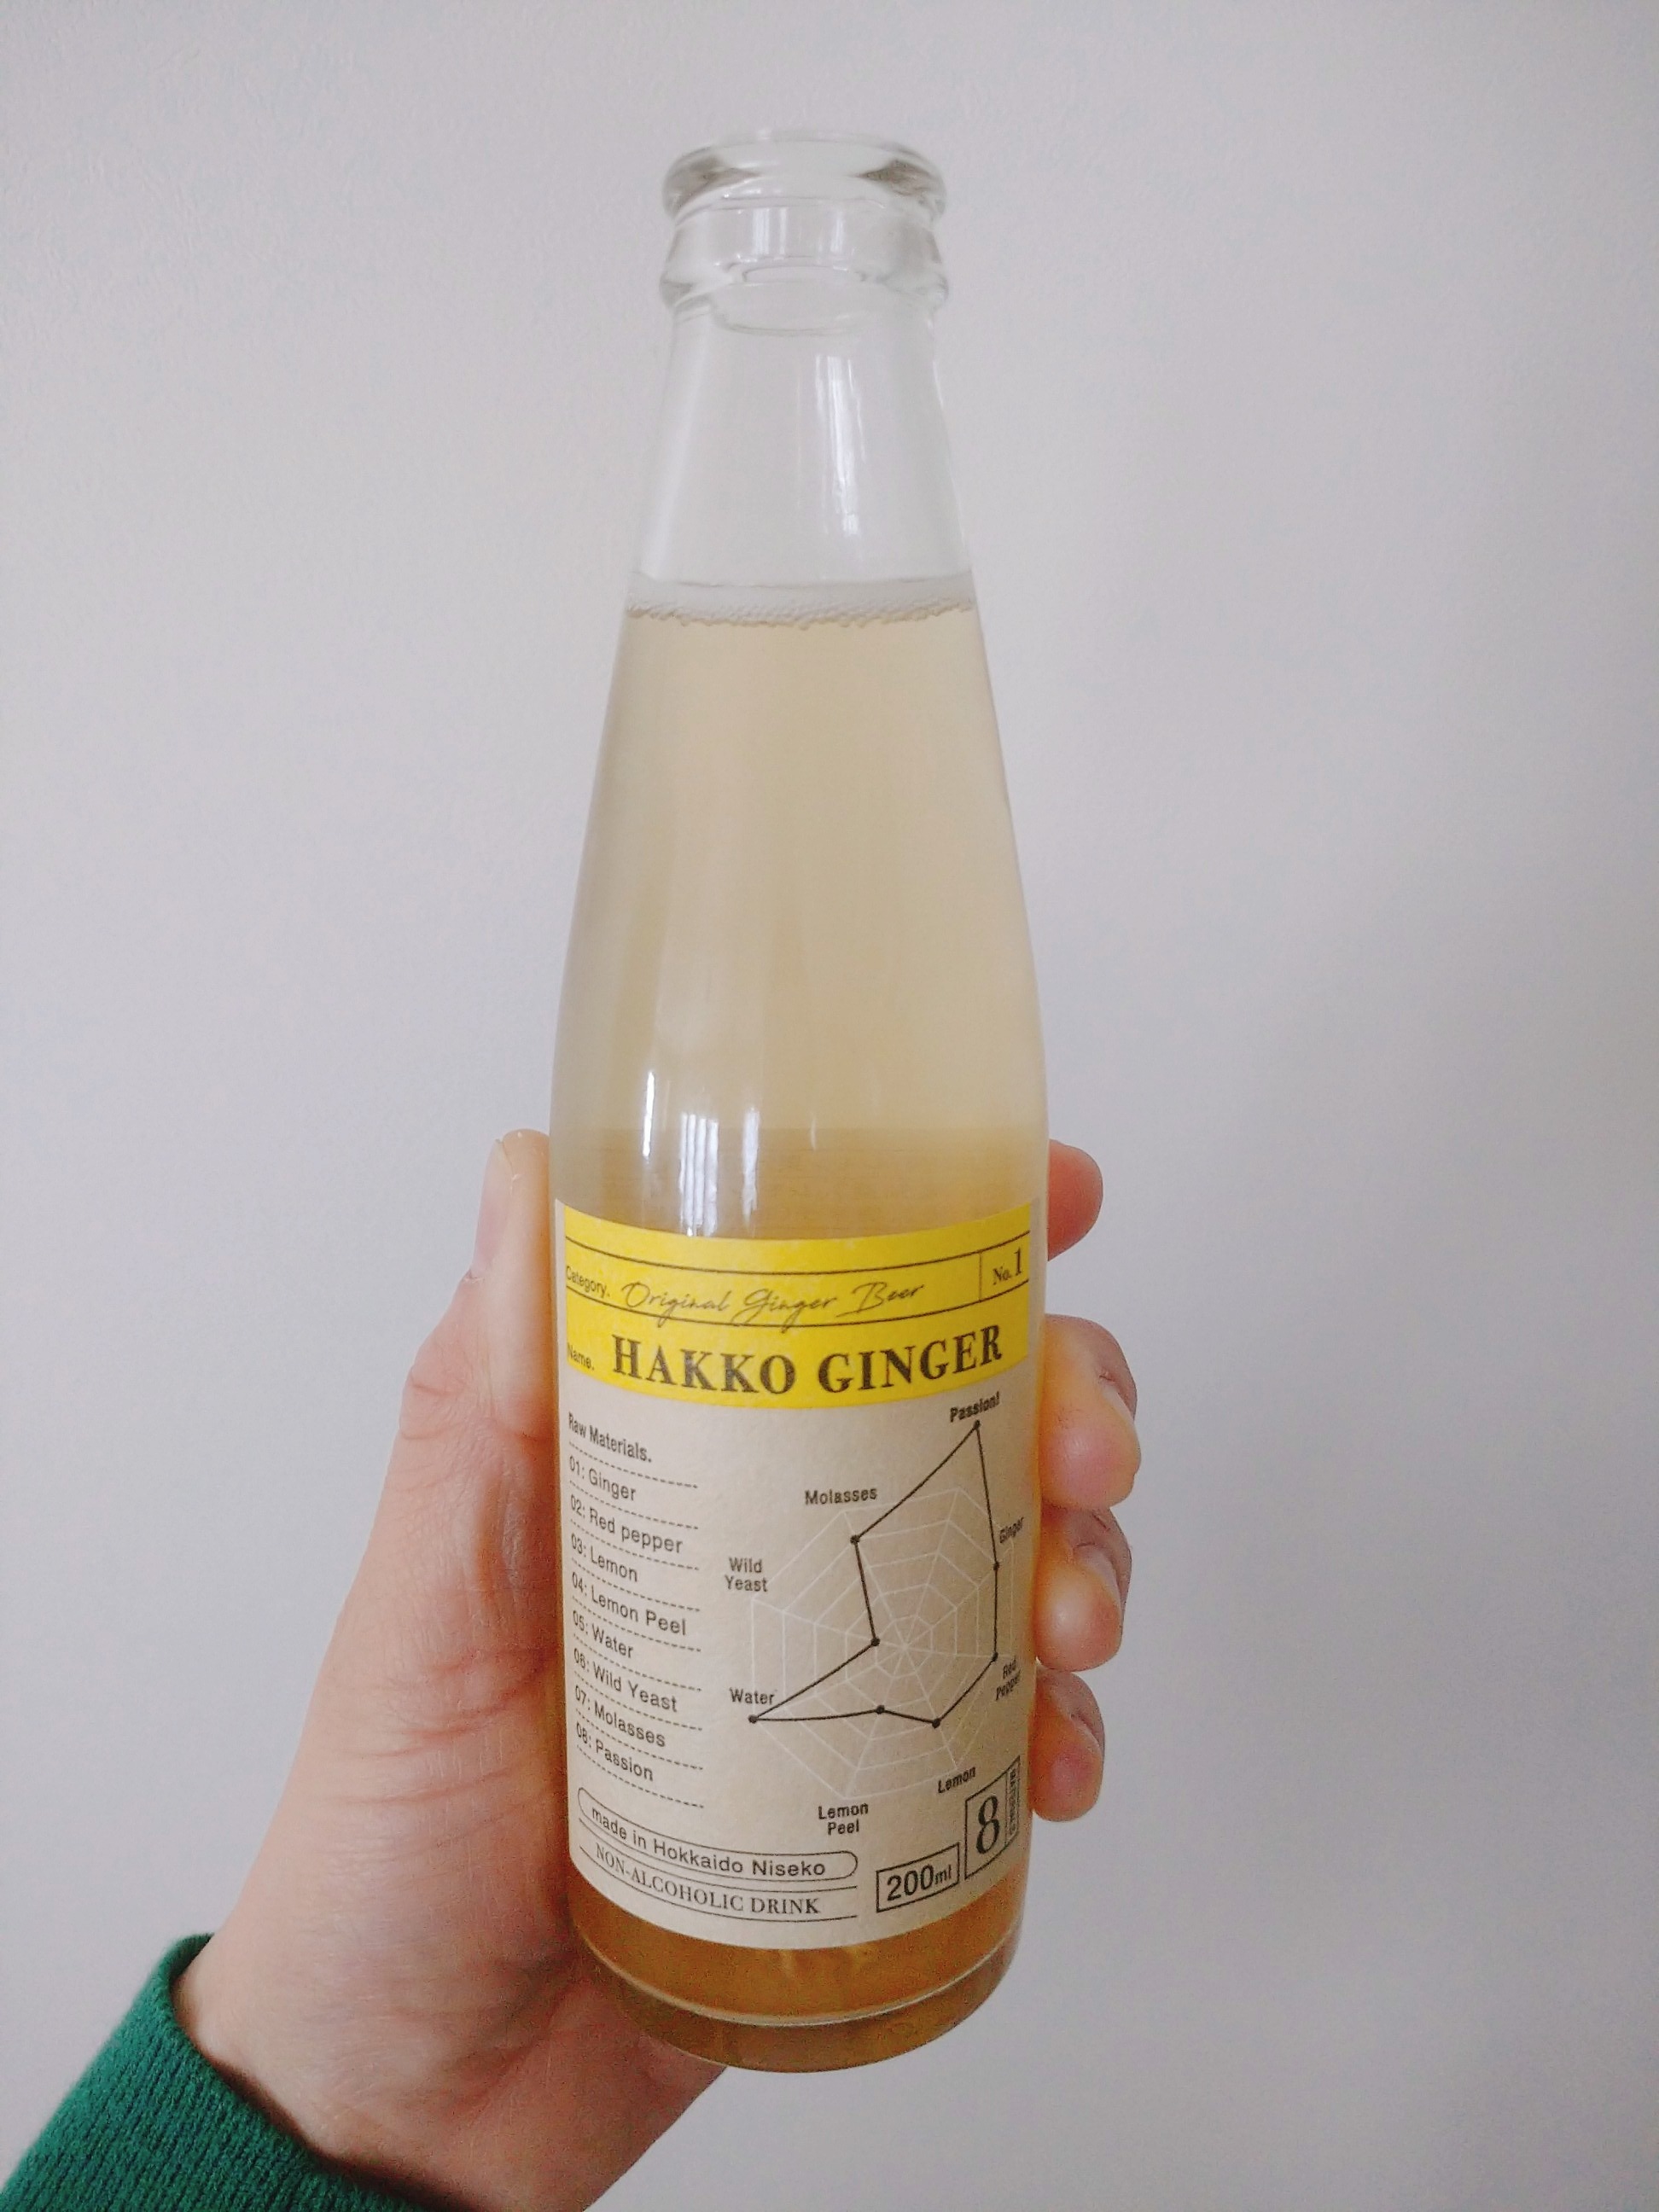 Category. Original Ginger Beer
No.1
Name. HAKKO GINGER
Raw Materials.
01: Ginger
02: Red pepper
03: Lemon
04: Lemon Peel
05: Water
06: Wild Yeast
07: Molasses
08: Passion
Passion!
Molasses
Ginger
Wild
Yeast
Red
Pepper
Water
Lemon
Lemon
Peel
made in Hokkaido Niseko
NON-ALCOHOLIC DRINK
200ml
8
MATERIALS